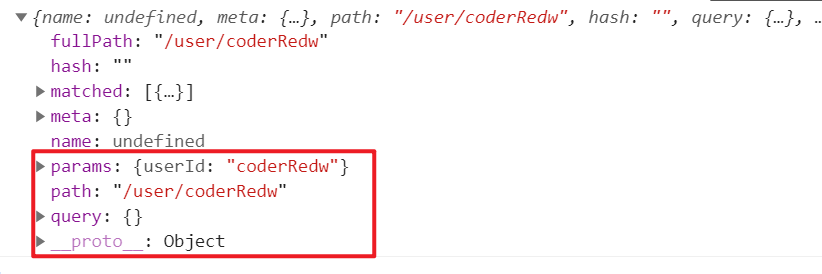 {name: undefined, meta: {…}, path: "/user/coderRedw", hash: "", query: {…}, …
fullPath: "/user/coderRedw"
hash: ""
matched: [{…}]
meta: {}
name: undefined
params: {userId: "coderRedw"}
path: "/user/coderRedw"
query: {}
__proto__: Object